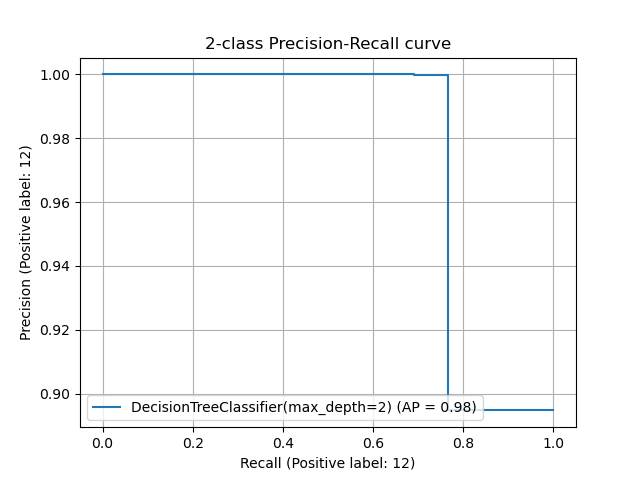 2-class Precision-Recall curve
Precision (Positive label: 12)
1.00
0.98
0.96
0.94
0.92
0.90
DecisionTreeClassifier(max_depth=2) (AP = 0.98)
0.0 0.2 0.4 0.6 0.8 1.0
Recall (Positive label: 12)